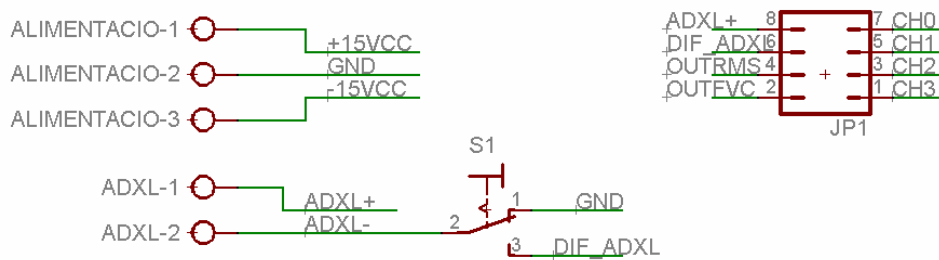 ALIMENTACIO-1
+15VCC
ALIMENTACIO-2
GND
-15VCC
ALIMENTACIO-3
ADXL+ 8 7 CH0
DIF_ADXL 6 5 CH1
OUTRMS 4 3 CH2
OUTFVC 2 1 CH3
JP1
S1
ADXL-1
ADXL+
1 GND
ADXL-2
ADXL- 2
3 DIF_ADXL